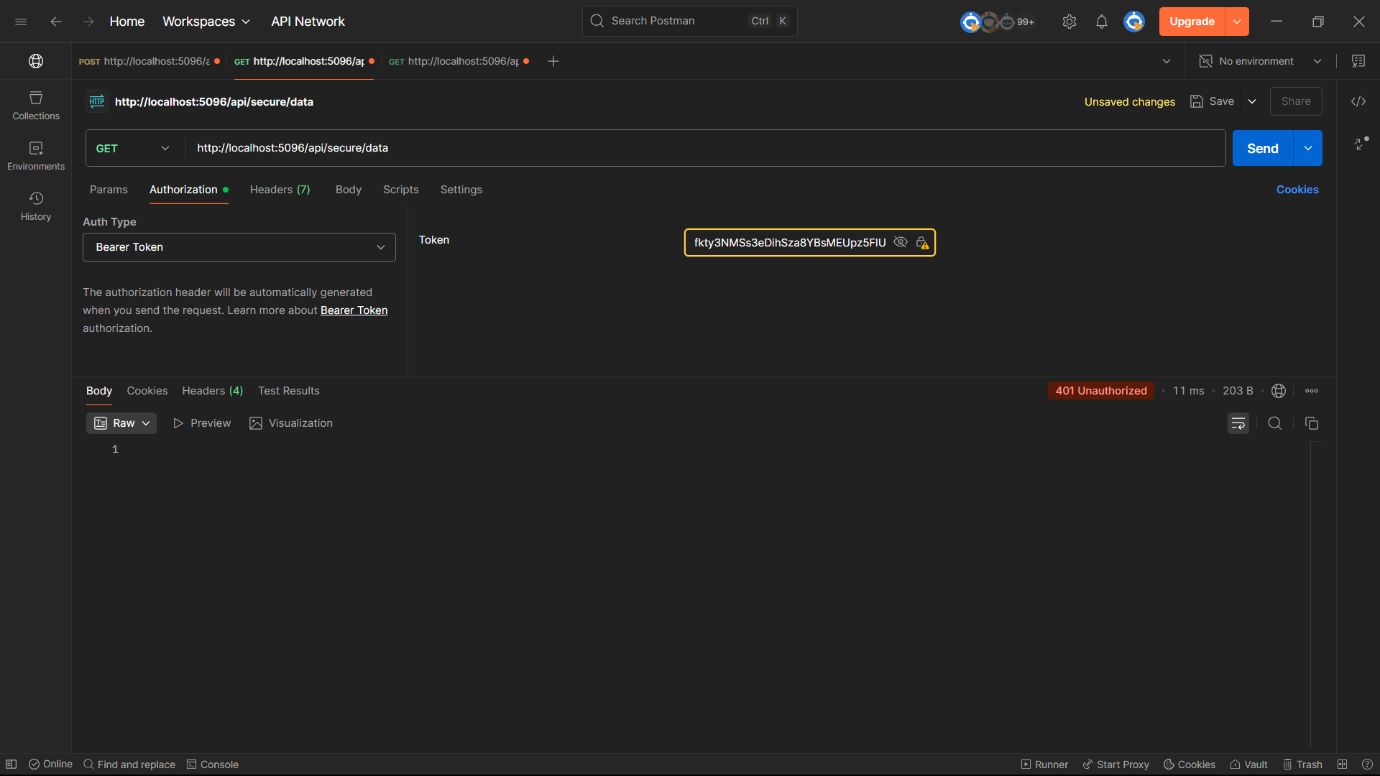 Home Workspaces API Network Search Postman Ctrl K 99+ Upgrade
POST http://localhost:5096/a GET http://localhost:5096/ap GET http://localhost:5096/ap No environment
HTTP http://localhost:5096/api/secure/data Unsaved changes Save Share
Collections
GET http://localhost:5096/api/secure/data Send
Environments
Params Authorization Headers (7) Body Scripts Settings Cookies
History
Auth Type
Bearer Token
Token fkty3NMSs3eDihSza8YBsMEUpz5FIU
The authorization header will be automatically generated
when you send the request. Learn more about Bearer Token
authorization.
Body Cookies Headers (4) Test Results 401 Unauthorized 11 ms 203 B
Raw Preview Visualization
1
Online Find and replace Console Runner Start Proxy Cookies Vault Trash